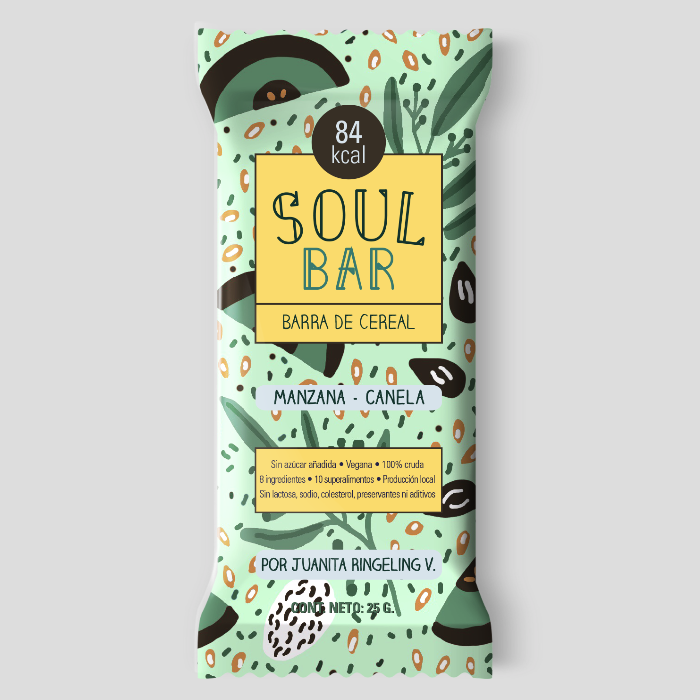 84
kcal
SOUL
BAR
BARRA DE CEREAL
MANZANA - CANELA
Sin azúcar añadida • Vegana • 100% cruda
8 ingredientes • 10 superalimentos • Producción local
Sin lactosa, sodio, colesterol, preservantes ni aditivos
POR JUANITA RINGELING V.
CONT. NETO: 25 G.